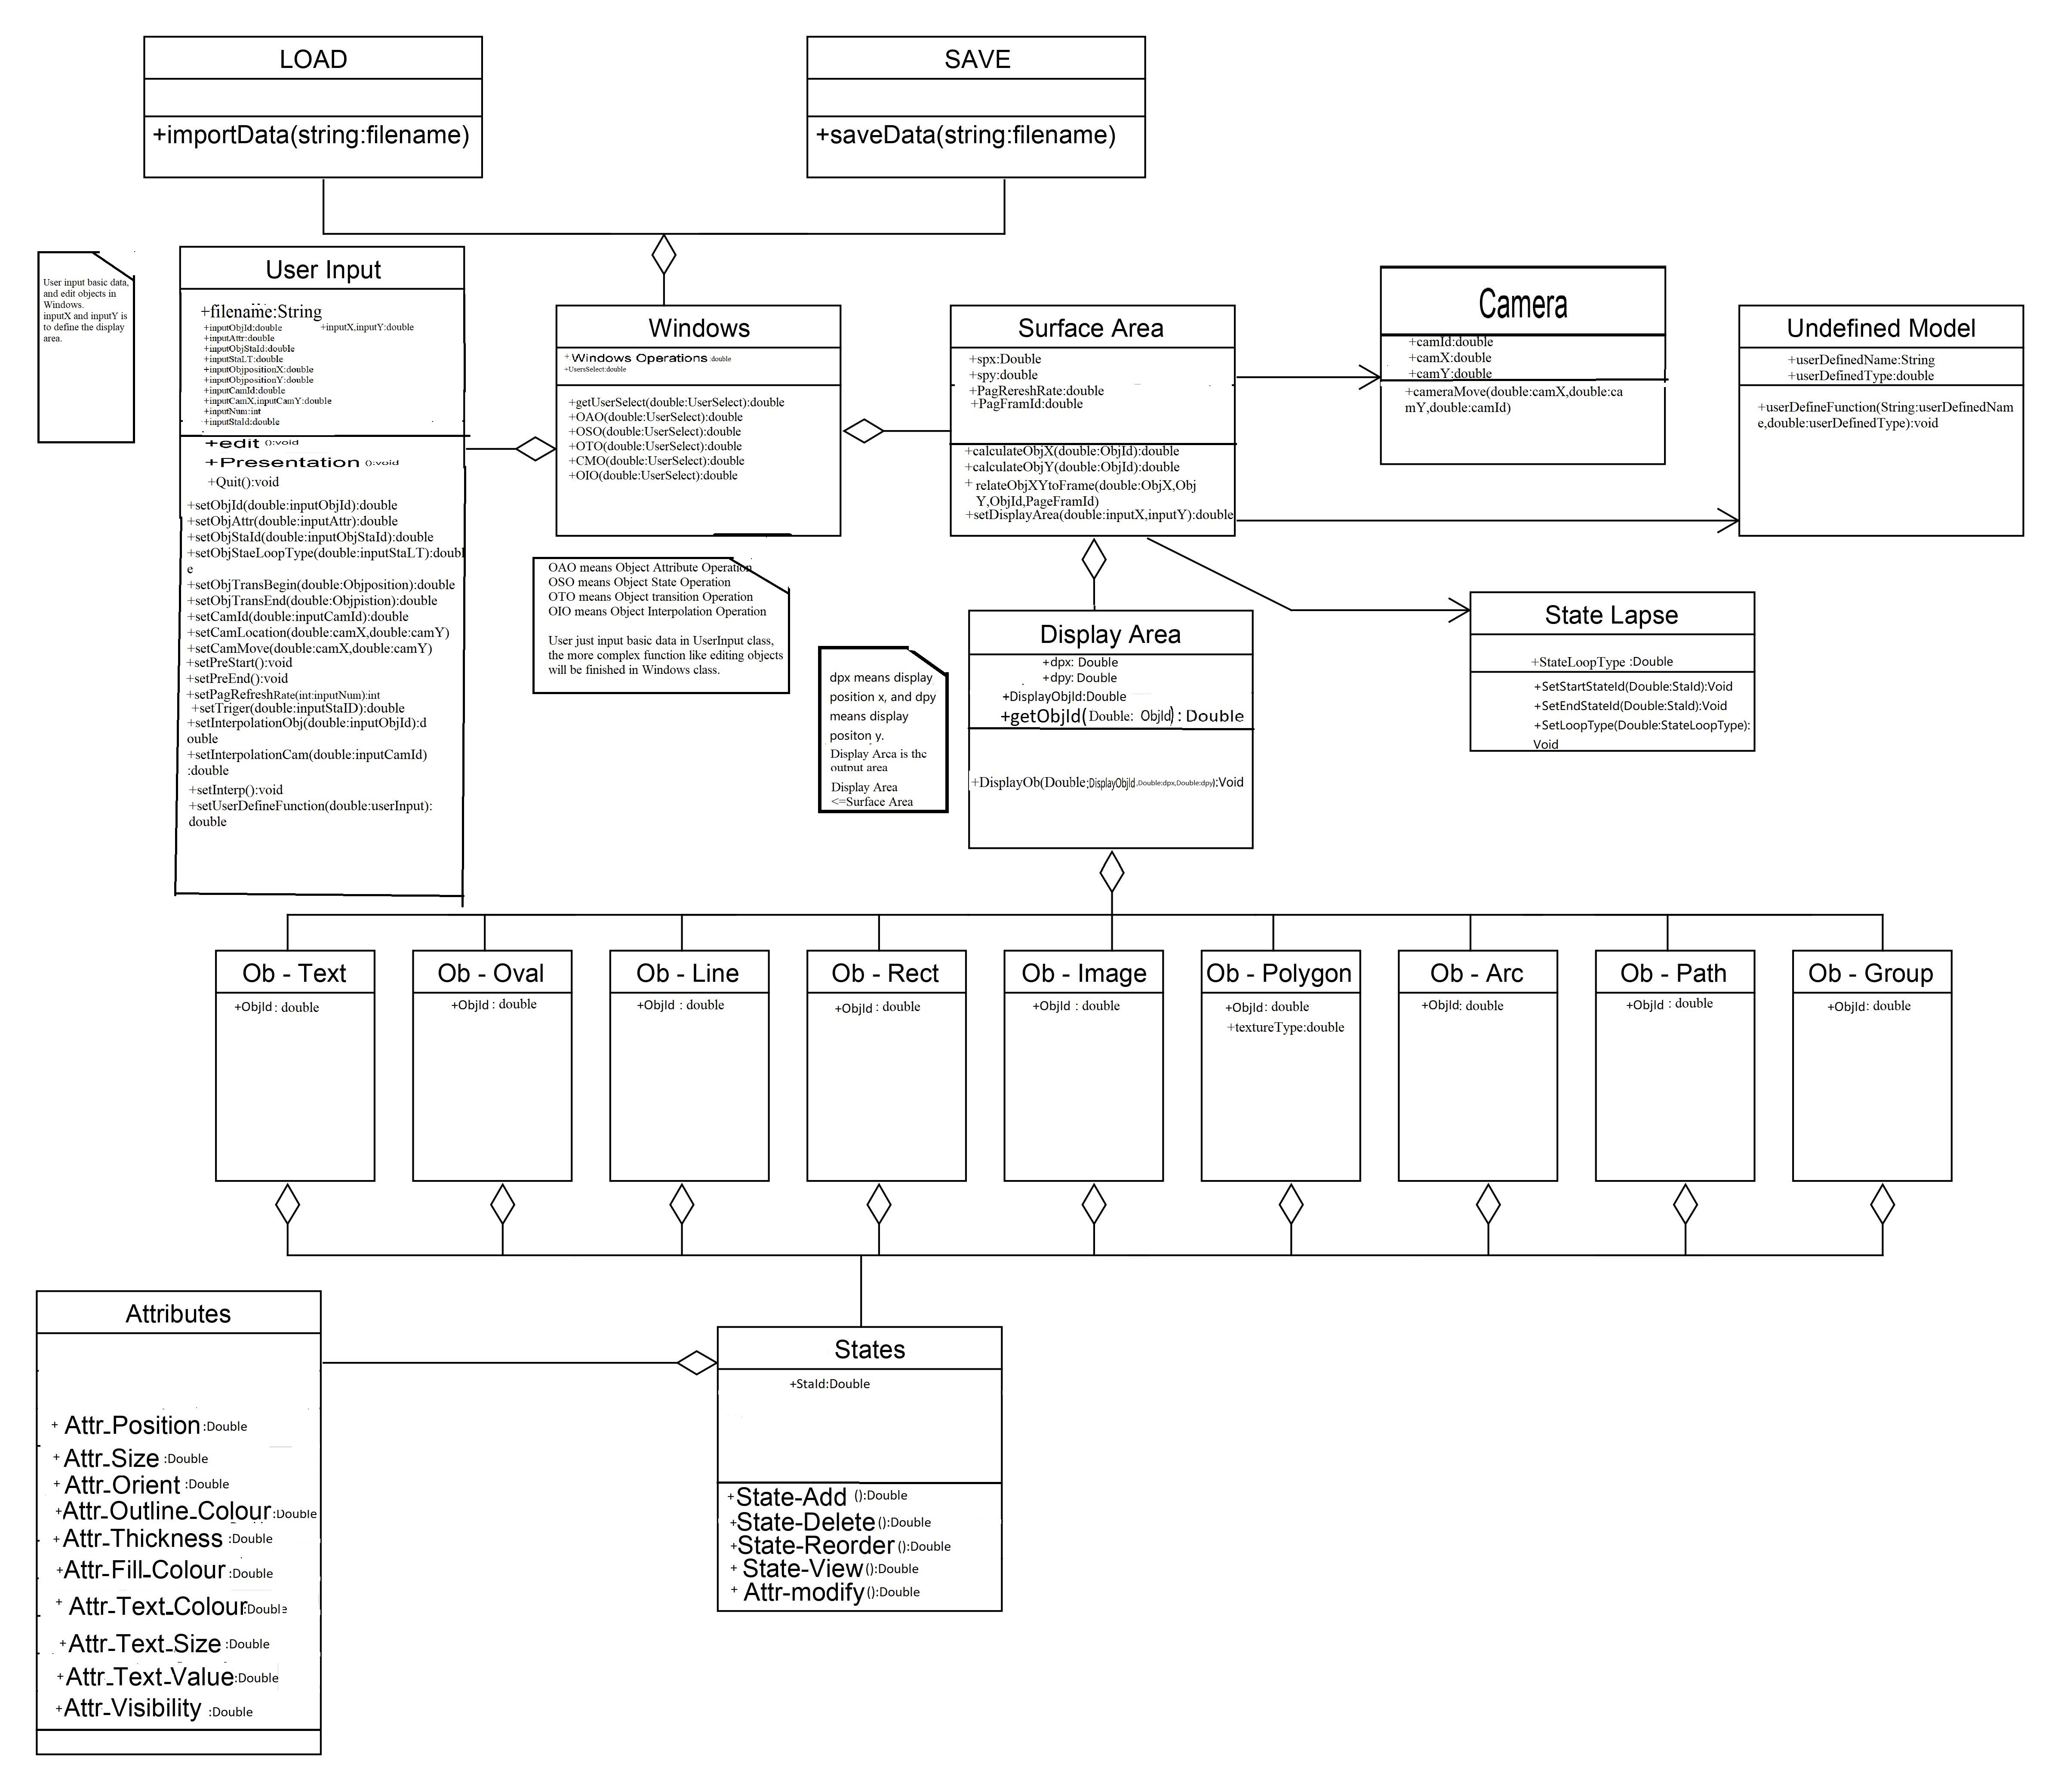 LOAD
+importData(string:filename)
SAVE
+saveData(string:filename)
User input basic data,
and edit objects in
Windows.
inputX and inputY is
to define the display
area.
User Input
+filename:String
+inputObjId:double +inputX,inputY:double
+inputAttr:double
+inputObjStaId:double
+inputStaLT:double
+inputObjpositionX:double
+inputObjpositionY:double
+inputCamId:double
+inputCamX,inputCamY:double
+inputNum:int
+inputStaId:double
+edit ():void
+Presentation ():void
+Quit():void
+setObjId(double:inputObjId):double
+setObjAttr(double:inputAttr):double
+setObjStaId(double:inputObjStaId):double
+setObjStaeLoopType(double:inputStaLT):doubl
e
+setObjTransBegin(double:Objposition):double
+setObjTransEnd(double:Objpistion):double
+setCamId(double:inputCamId):double
+setCamLocation(double:camX,double:camY)
+setCamMove(double:camX,double:camY)
+setPreStart():void
+setPreEnd():void
+setPagRefreshRate(int:inputNum):int
+setTriger(double:inputStaID):double
+setInterpolationObj(double:inputObjId):d
ouble
+setInterpolationCam(double:inputCamId)
:double
+setInterp():void
+setUserDefineFunction(double:userInput):
double
Windows
+Windows Operations :double
+UsersSelect:double
+getUserSelect(double:UserSelect):double
+OAO(double:UserSelect):double
+OSO(double:UserSelect):double
+OTO(double:UserSelect):double
+CMO(double:UserSelect):double
+OIO(double:UserSelect):double
OAO means Object Attribute Operation
OSO means Object State Operation
OTO means Object transition Operation
OIO means Object Interpolation Operation
User just input basic data in UserInput class,
the more complex function like editing objects
will be finished in Windows class.
Surface Area
+spx:Double
+spy:double
+PagRereshRate:double
+PagFramId:double
+calculateObjX(double:ObjId):double
+calculateObjY(double:ObjId):double
+ relateObjXYtoFrame(double:ObjX,Obj
Y,ObjId,PageFramId)
+setDisplayArea(double:inputX,inputY):double
Camera
+camId:double
+camX:double
+camY:double
+cameraMove(double:camX,double:ca
mY,double:camId)
Undefined Model
+userDefinedName:String
+userDefinedType:double
+userDefineFunction(String:userDefinedNam
e,double:userDefinedType):void
State Lapse
+StateLoopType :Double
+SetStartStateId(Double:StaId):Void
+SetEndStateId(Double:StaId):Void
+SetLoopType(Double:StateLoopType):
Void
dpx means display
position x, and dpy
means display
positon y.
Display Area is the
output area
Display Area
<=Surface Area
Display Area
+dpx: Double
+dpy: Double
+DisplayObjId:Double
+getObjId(Double: ObjId) : Double
+DisplayOb(Double:DisplayObjId,Double:dpx,Double:dpy):Void
Ob - Text
+ObjId : double
Ob - Oval
+ObjId : double
Ob - Line
+ObjId : double
Ob - Rect
+ObjId : double
Ob - Image
+ObjId : double
Ob - Polygon
+ObjId : double
+textureType:double
Ob - Arc
+ObjId: double
Ob - Path
+ObjId : double
Ob - Group
+ObjId : double
Attributes
+ Attr_Position :Double
+ Attr_Size :Double
+ Attr_Orient :Double
+Attr_Outline_Colour:Double
+Attr_Thickness :Double
+Attr_Fill_Colour :Double
+ Attr_Text_Colour:Double
+Attr_Text_Size :Double
+Attr_Text_Value:Double
+Attr_Visibility :Double
States
+StaId:Double
+State-Add ():Double
+State-Delete():Double
+State-Reorder():Double
+ State-View():Double
+ Attr-modify():Double